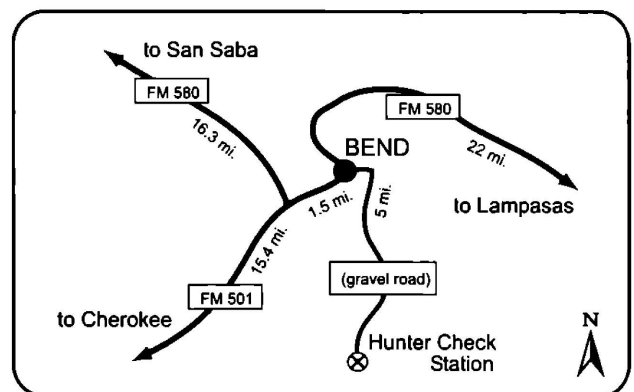 to San Saba
FM 580
16.3 mi.
FM 580
22 mi.
BEND
to Lampasas
1.5 mi.
5 mi.
15.4 mi.
(gravel road)
FM 501
to Cherokee
Hunter Check
Station
N